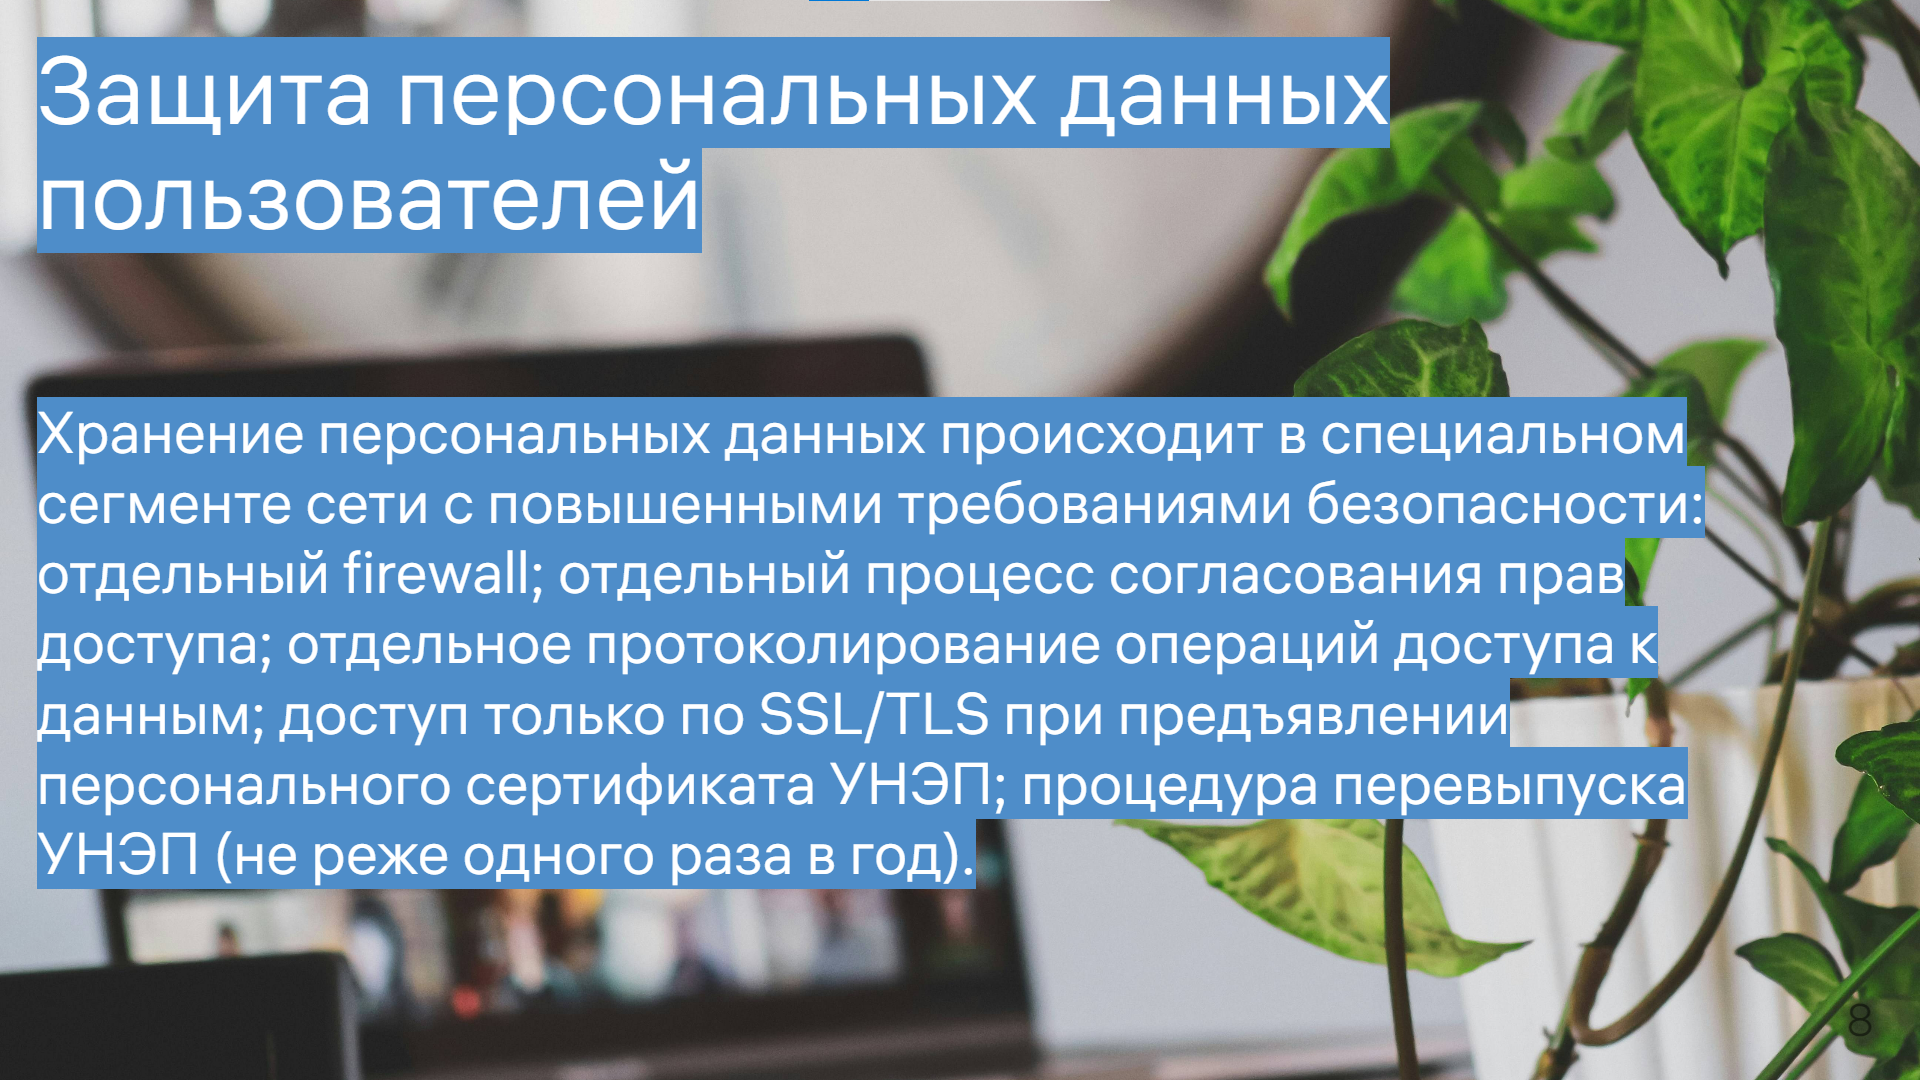 Защита персональных данных
пользователей
Хранение персональных данных происходит в специальном
сегменте сети с повышенными требованиями безопасности:
отдельный firewall; отдельный процесс согласования прав
доступа; отдельное протоколирование операций доступа к
данным; доступ только по SSL/TLS при предъявлении
персонального сертификата УНЭП; процедура перевыпуска
УНЭП (не реже одного раза в год).
8